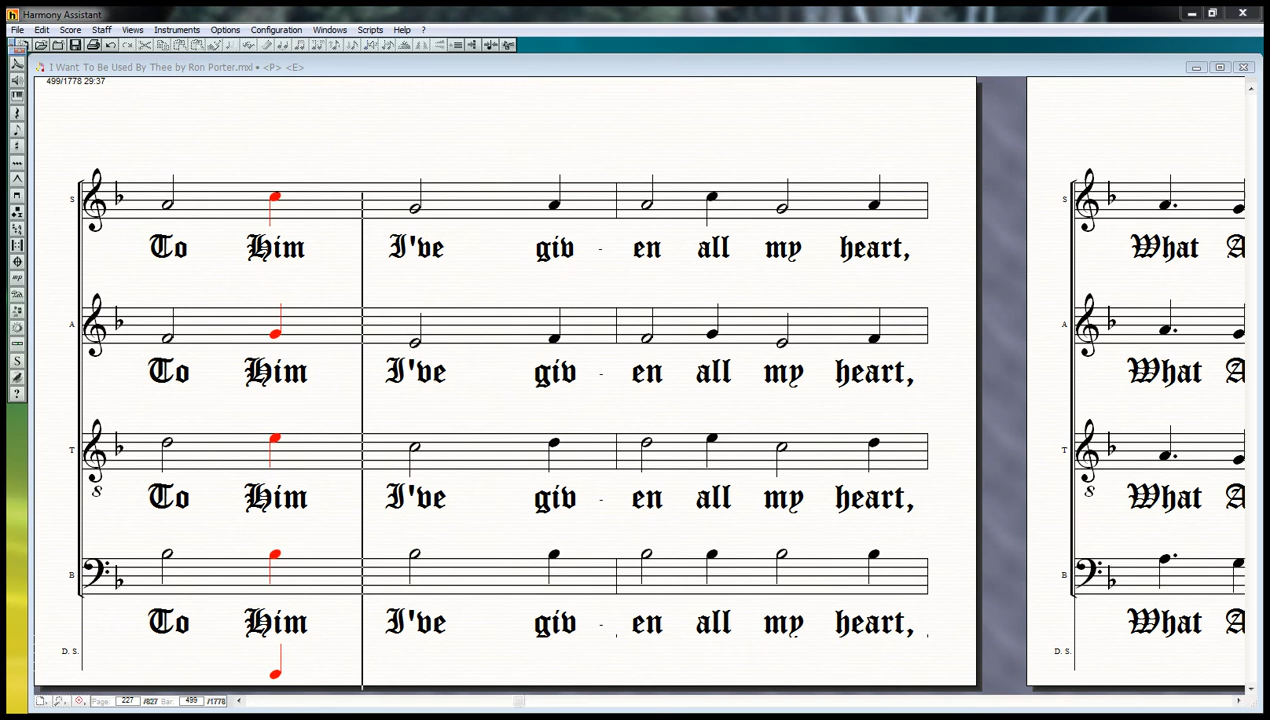 Harmony Assistant
File Edit Score Staff Views Instruments Options Configuration Windows Scripts Help ?
I Want To Be Used By Thee by Ron Porter.mxl • <P> <E>
499/1778 29:37
S
To Him I've giv - en all my heart,
What A
A
To Him I've giv - en all my heart,
What A
T
8
To Him I've giv - en all my heart,
What A
B
To Him I've giv - en all my heart,
What A
D. S.
D. S.
Page: 227 /827 Bar: 499 /1778